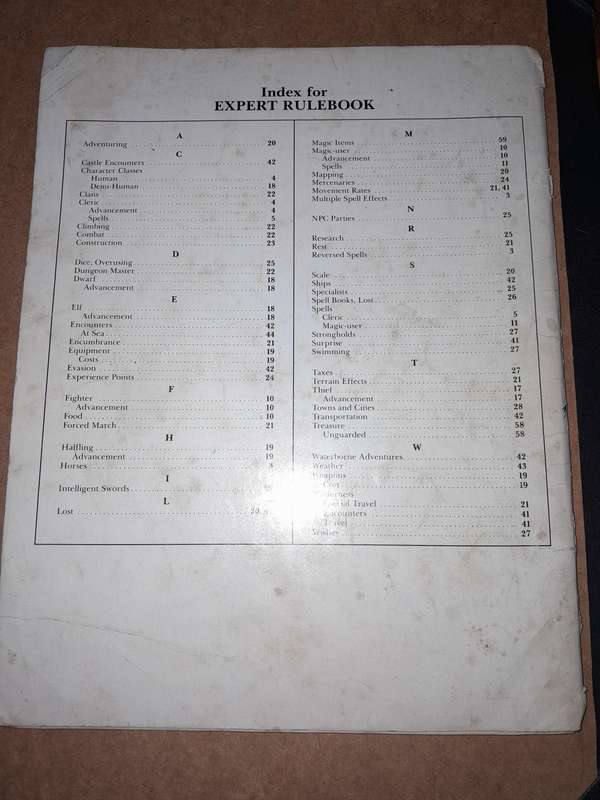 Index for
EXPERT RULEBOOK
A
Adventuring 20
C
Castle Encounters 42
Character Classes
Human 4
Demi-Human 18
Clans 22
Cleric 4
Advancement 4
Spells 5
Climbing 22
Combat 22
Construction 23
D
Dice, Overusing 25
Dungeon Master 22
Dwarf 18
Advancement 18
E
Elf 18
Advancement 18
Encounters 42
At Sea 44
Encumbrance 21
Equipment 19
Costs 19
Evasion 42
Experience Points 24
F
Fighter 10
Advancement 10
Food 10
Forced March 21
H
Halfling 19
Advancement 19
Horses 3
I
Intelligent Swords
L
Lost 20
M
Magic Items 59
Magic-user 10
Advancement 10
Spells 11
Mapping 20
Mercenaries 24
Movement Rates 21, 41
Multiple Spell Effects 3
N
NPC Parties 25
R
Research 25
Rest 21
Reversed Spells 3
S
Scale 20
Ships 42
Specialists 25
Spell Books, Lost 26
Spells
Cleric 5
Magic-user 11
Strongholds 27
Surprise 41
Swimming 27
T
Taxes 27
Terrain Effects 21
Thief 17
Advancement 17
Towns and Cities 28
Transportation 42
Treasure 58
Unguarded 58
W
Waterborne Adventures 42
Weather 43
Weapons 19
Cost 19
Wilderness
Travel 21
Encounters 41
Travel 41
Wishes 27